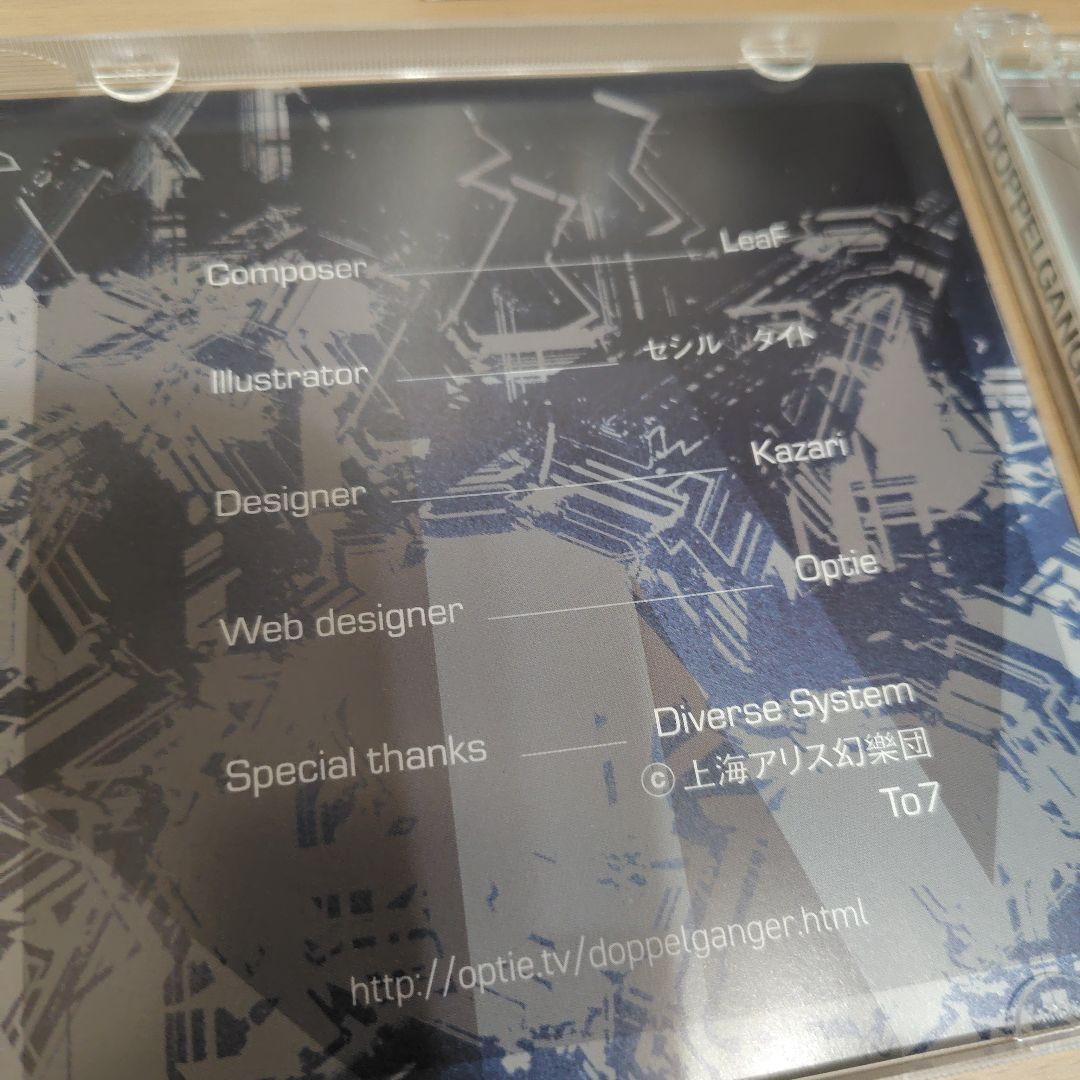 Composer LeaF
Illustrator セシル タイト
Designer Kazari
Web designer Optie
Special thanks Diverse System
© 上海アリス幻樂団
To7
http://optie.tv/doppelganger.html